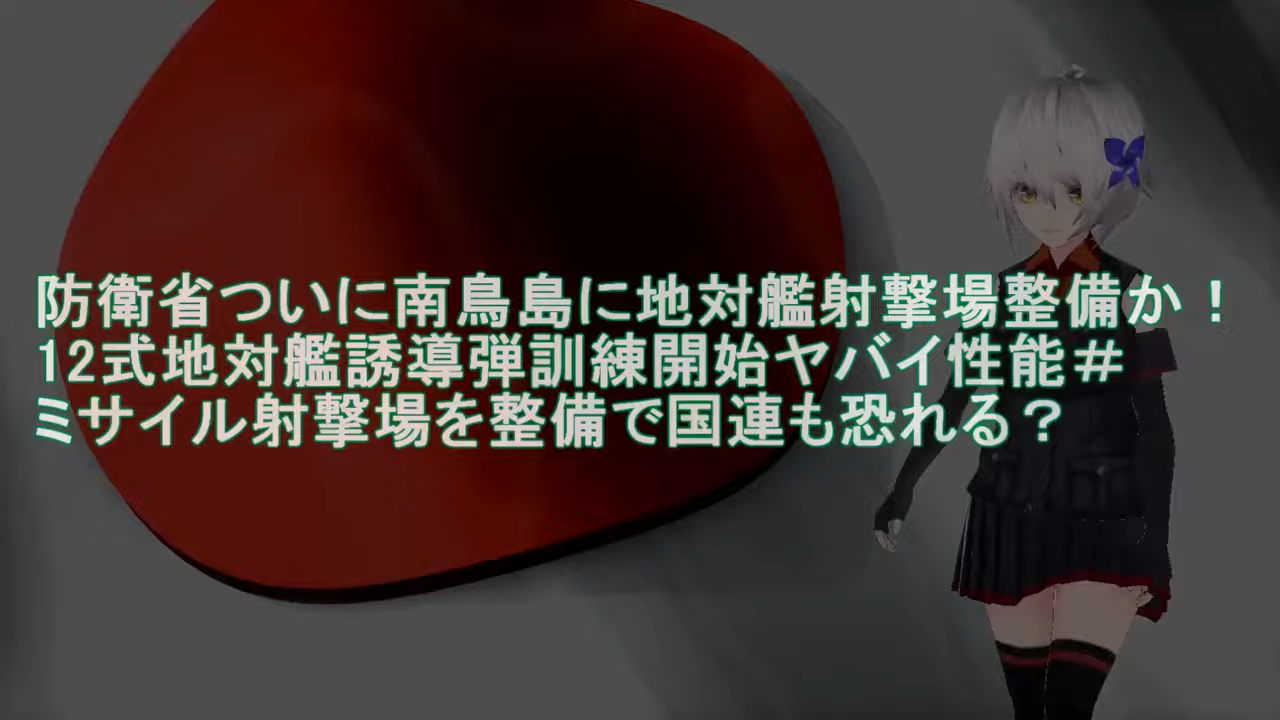 防衛省ついに南鳥島に地対艦射撃場整備か！
12式地対艦誘導弾訓練開始ヤバイ性能＃
ミサイル射撃場を整備で国連も恐れる？